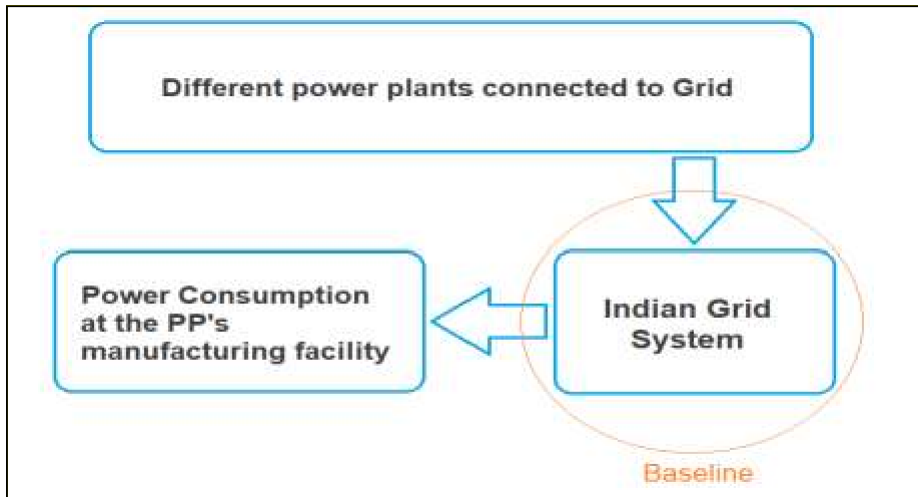 Different power plants connected to Grid
Power Consumption
at the PP's
manufacturing facility
Indian Grid
System
Baseline